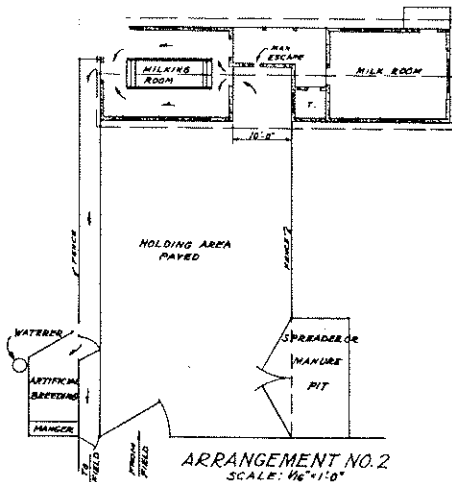 MAN
ESCAPE
MILKING
ROOM
MILK ROOM
T.
10'-0"
HOLDING AREA
PAVED
FENCE
FENCE
WATERER
ARTIFICIAL
BREEDING
MANGER
SPREADER OR
MANURE
PIT
TO
FIELD
FROM
FIELD
ARRANGEMENT NO.2
SCALE: 1/16"=1'-0"